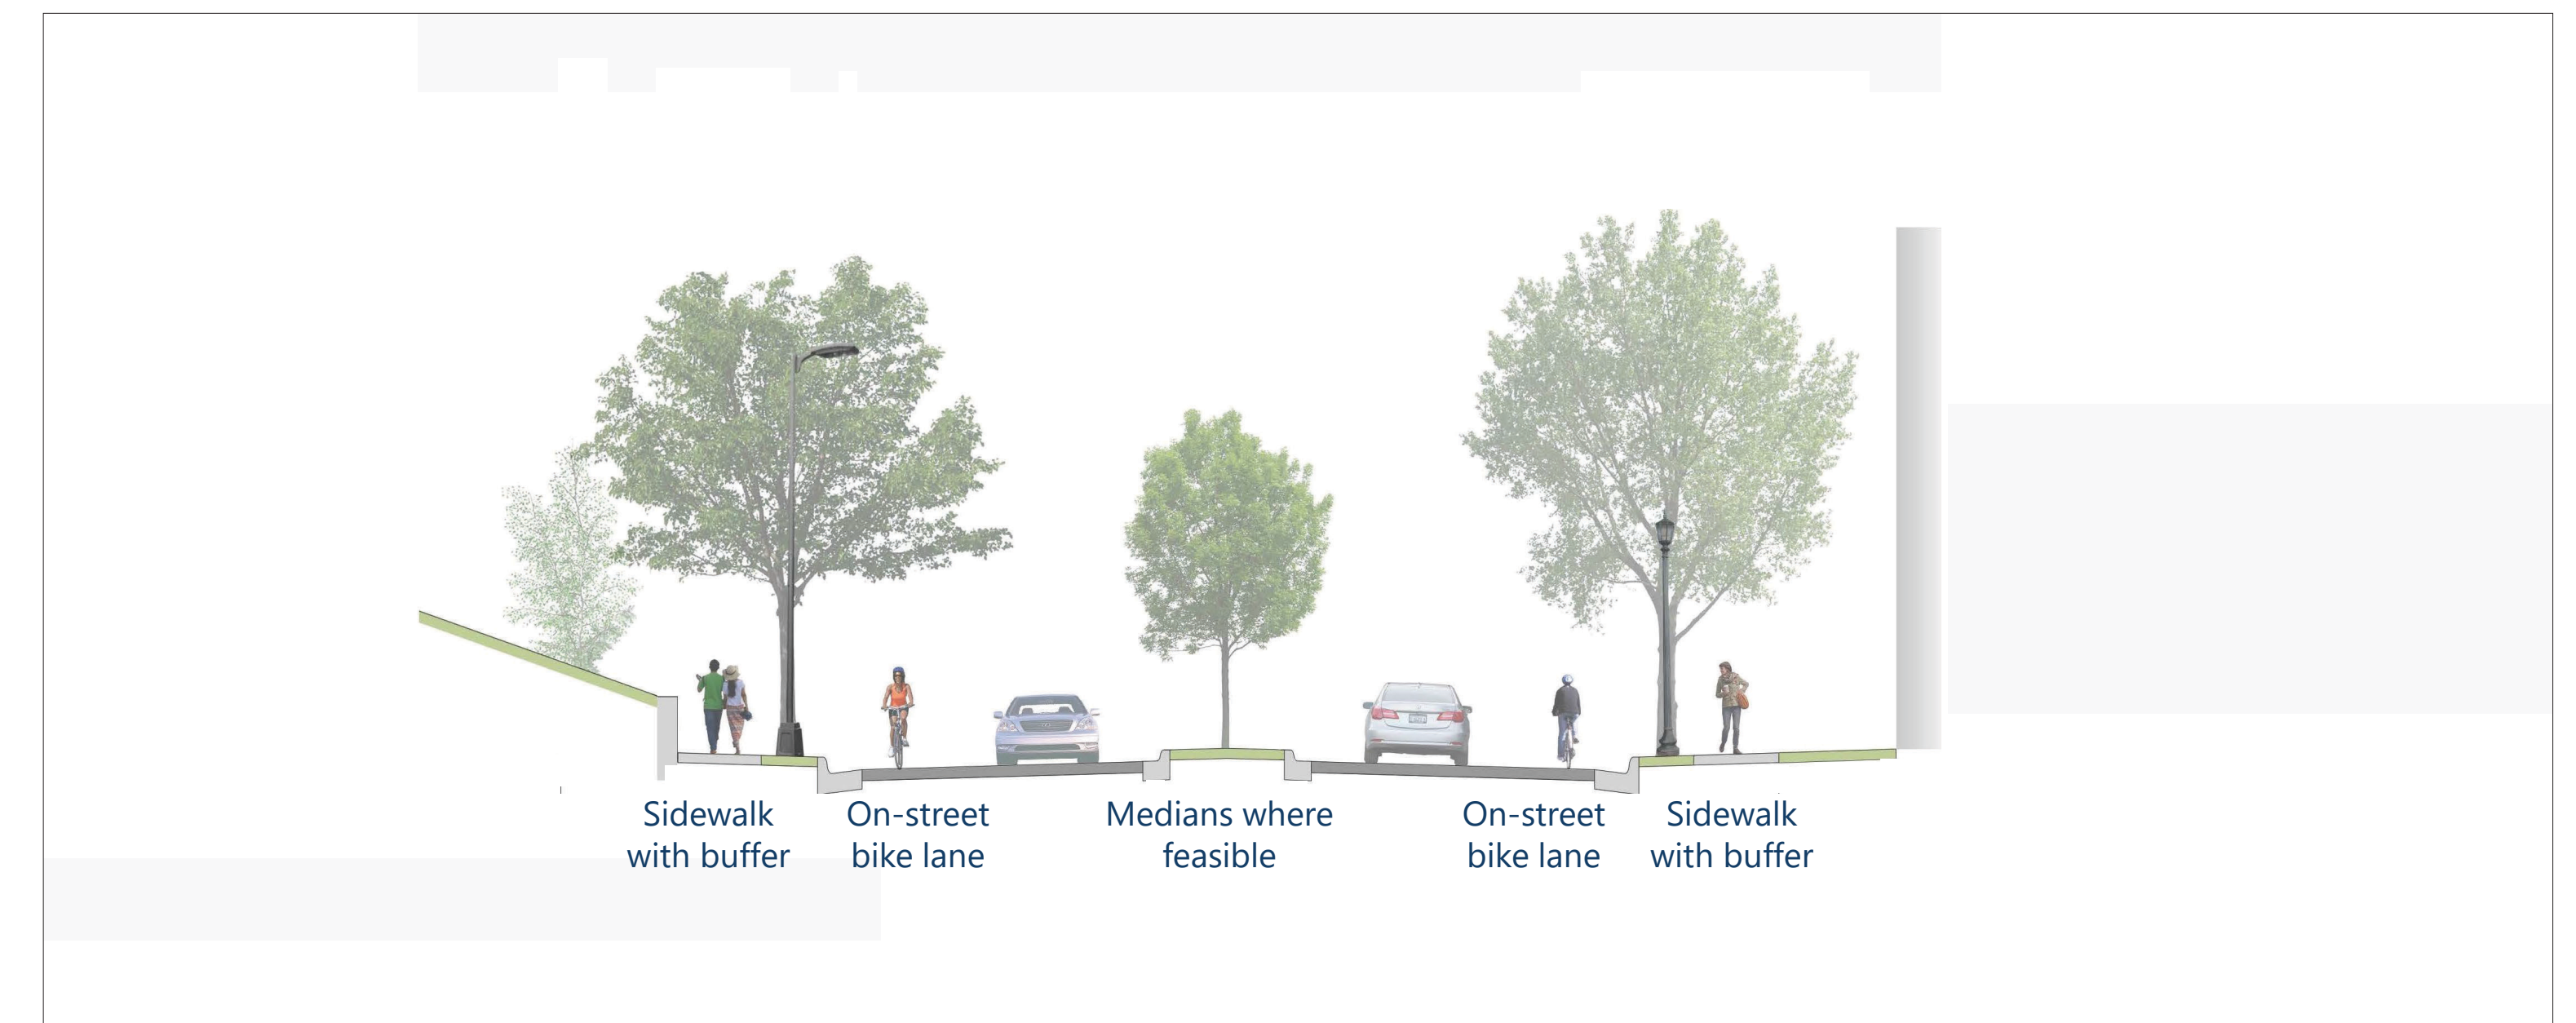 Sidewalk
with buffer
On-street
bike lane
Medians where
feasible
On-street
bike lane
Sidewalk
with buffer